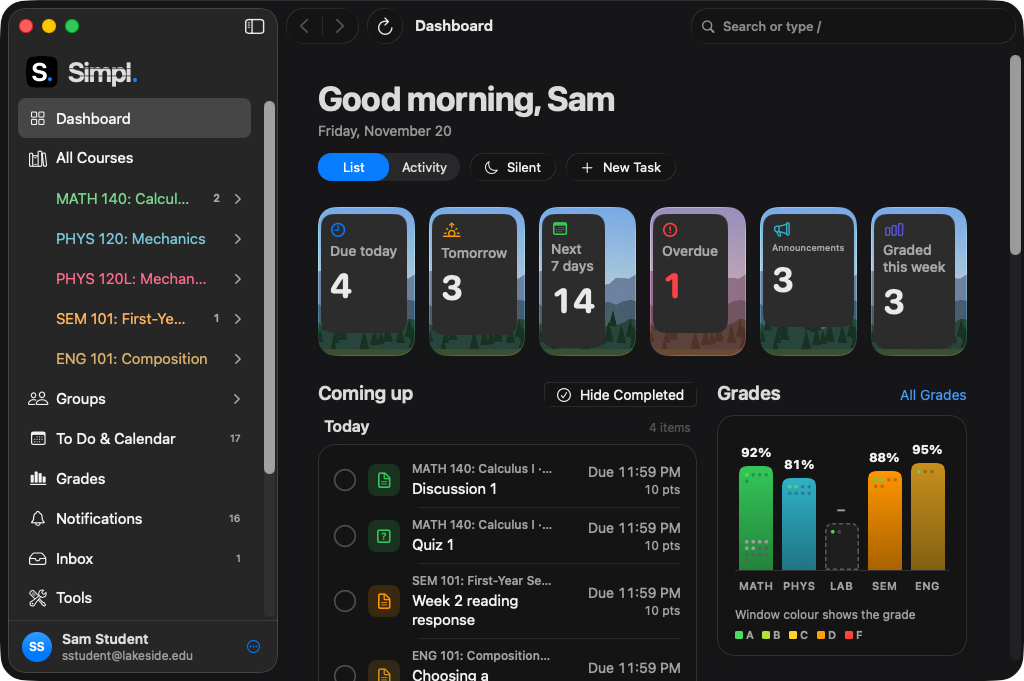 Dashboard
Search or type /
S. Simpl.
Dashboard
All Courses
MATH 140: Calcul... 2
PHYS 120: Mechanics
PHYS 120L: Mechan...
SEM 101: First-Ye... 1
ENG 101: Composition
Groups
To Do & Calendar 17
Grades
Notifications 16
Inbox 1
Tools
SS
Sam Student
sstudent@lakeside.edu
Good morning, Sam
Friday, November 20
List
Activity
Silent
New Task
Due today
4
Tomorrow
3
Next
7 days
14
Overdue
1
Announcements
3
Graded
this week
3
Coming up
Hide Completed
Today
4 items
MATH 140: Calculus I ·...
Discussion 1
Due 11:59 PM
10 pts
MATH 140: Calculus I ·...
Quiz 1
Due 11:59 PM
10 pts
SEM 101: First-Year Se...
Week 2 reading
response
Due 11:59 PM
10 pts
ENG 101: Composition...
Choosing a
Due 11:59 PM
Grades
All Grades
92% 81% – 88% 95%
MATH PHYS LAB SEM ENG
Window colour shows the grade
A B C D F